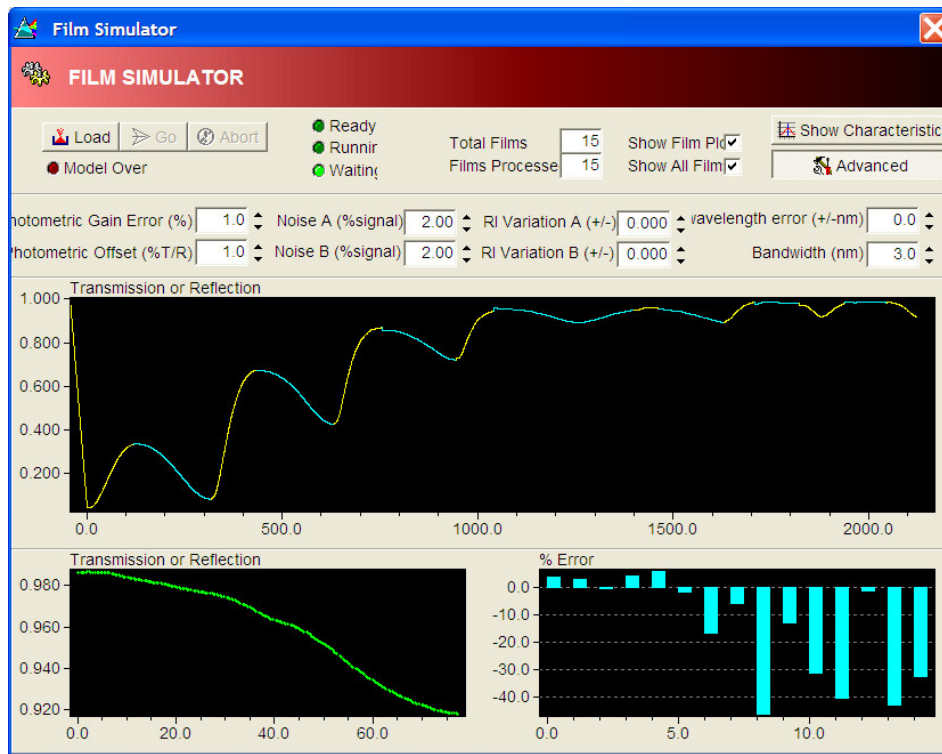 Film Simulator
FILM SIMULATOR
Load Go Abort
Model Over
Ready
Runnin
Waiting
Total Films 15
Films Processe 15
Show Film Plo
Show All Film
Show Characteristic
Advanced
hotometric Gain Error (%) 1.0
Photometric Offset (%T/R) 1.0
Noise A (%signal) 2.00
Noise B (%signal) 2.00
RI Variation A (+/-) 0.000
RI Variation B (+/-) 0.000
wavelength error (+/-nm) 0.0
Bandwidth (nm) 3.0
Transmission or Reflection
1.000
0.800
0.600
0.400
0.200
0.0 500.0 1000.0 1500.0 2000.0
Transmission or Reflection
0.980
0.960
0.940
0.920
0.0 20.0 40.0 60.0
% Error
0.0
-10.0
-20.0
-30.0
-40.0
0.0 5.0 10.0